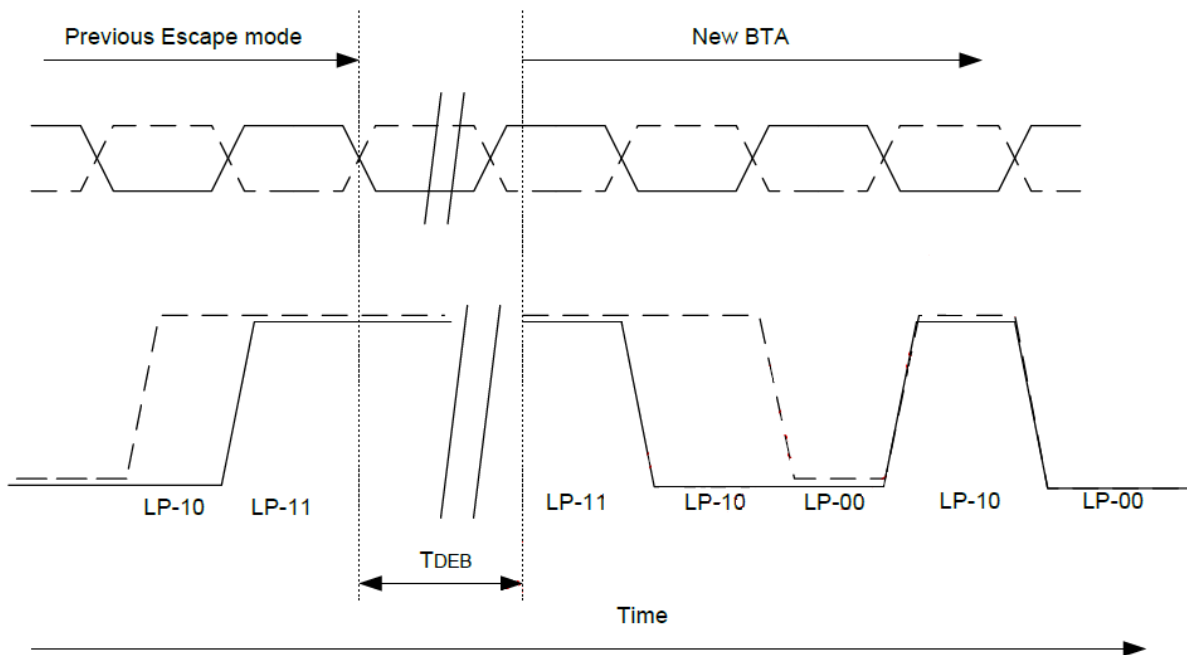 Previous Escape mode
New BTA
LP-10
LP-11
LP-11
LP-10
LP-00
LP-10
LP-00
TDEB
Time